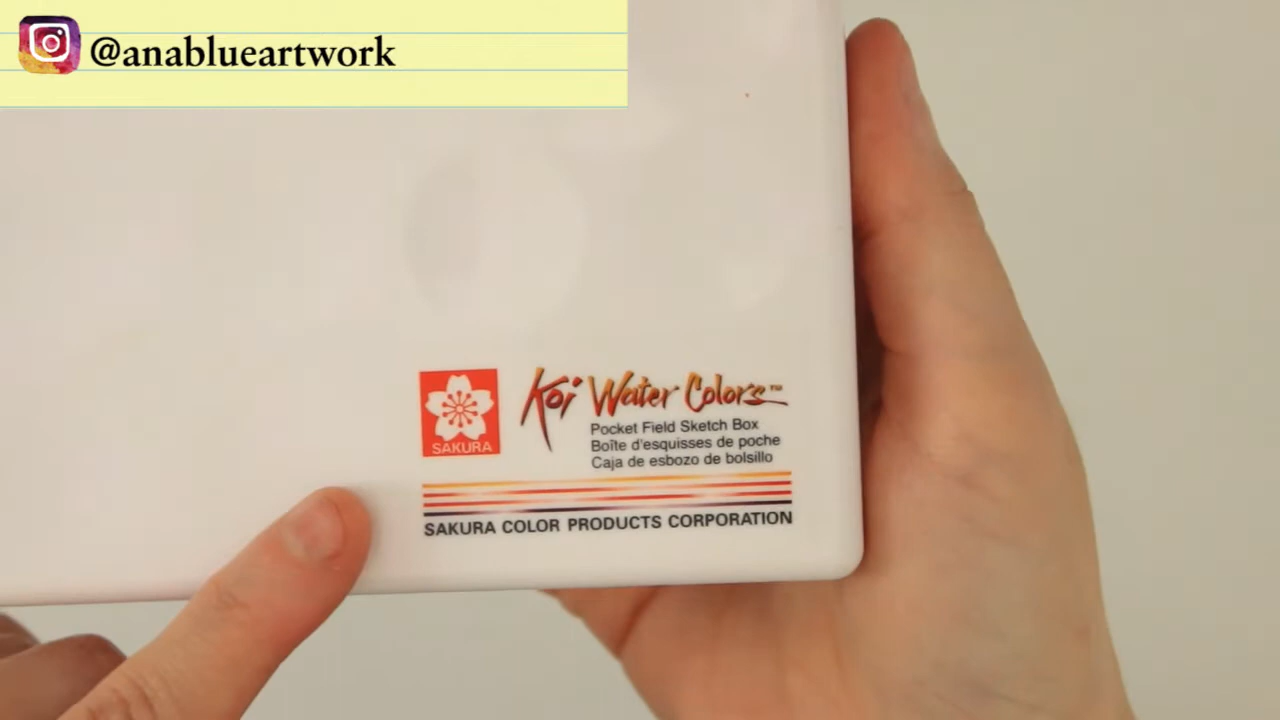 @anablueartwork
Koi Water Colors™
SAKURA
Pocket Field Sketch Box
Boîte d'esquisses de poche
Caja de esbozo de bolsillo
SAKURA COLOR PRODUCTS CORPORATION